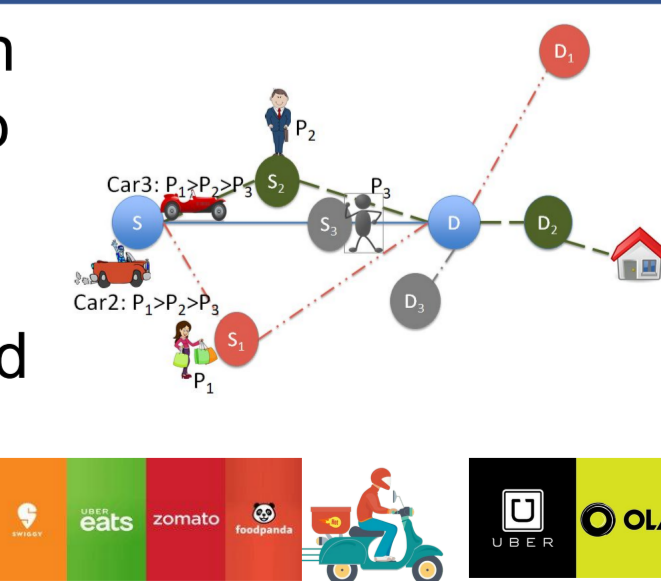 n
o
d
D₁
P₂
Car3: P₁>P₂>P₃
S₂
P₃
S
S₃
D
D₂
Car2: P₁>P₂>P₃
S₁
D₃
P₁
SWIGGY
UBER
eats
zomato
foodpanda
UBER
OLA